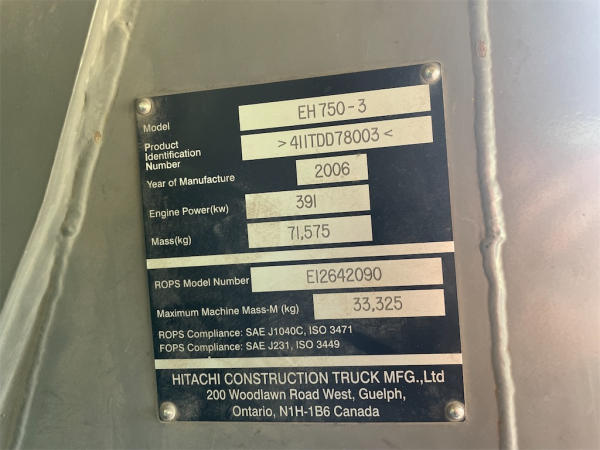 Model EH750-3
Product
Identification
Number >411TDD78003<
Year of Manufacture 2006
Engine Power(kw) 391
Mass(kg) 71,575
ROPS Model Number E12642090
Maximum Machine Mass-M (kg) 33,325
ROPS Compliance: SAE J1040C, ISO 3471
FOPS Compliance: SAE J231, ISO 3449
HITACHI CONSTRUCTION TRUCK MFG.,Ltd
200 Woodlawn Road West, Guelph,
Ontario, N1H-1B6 Canada